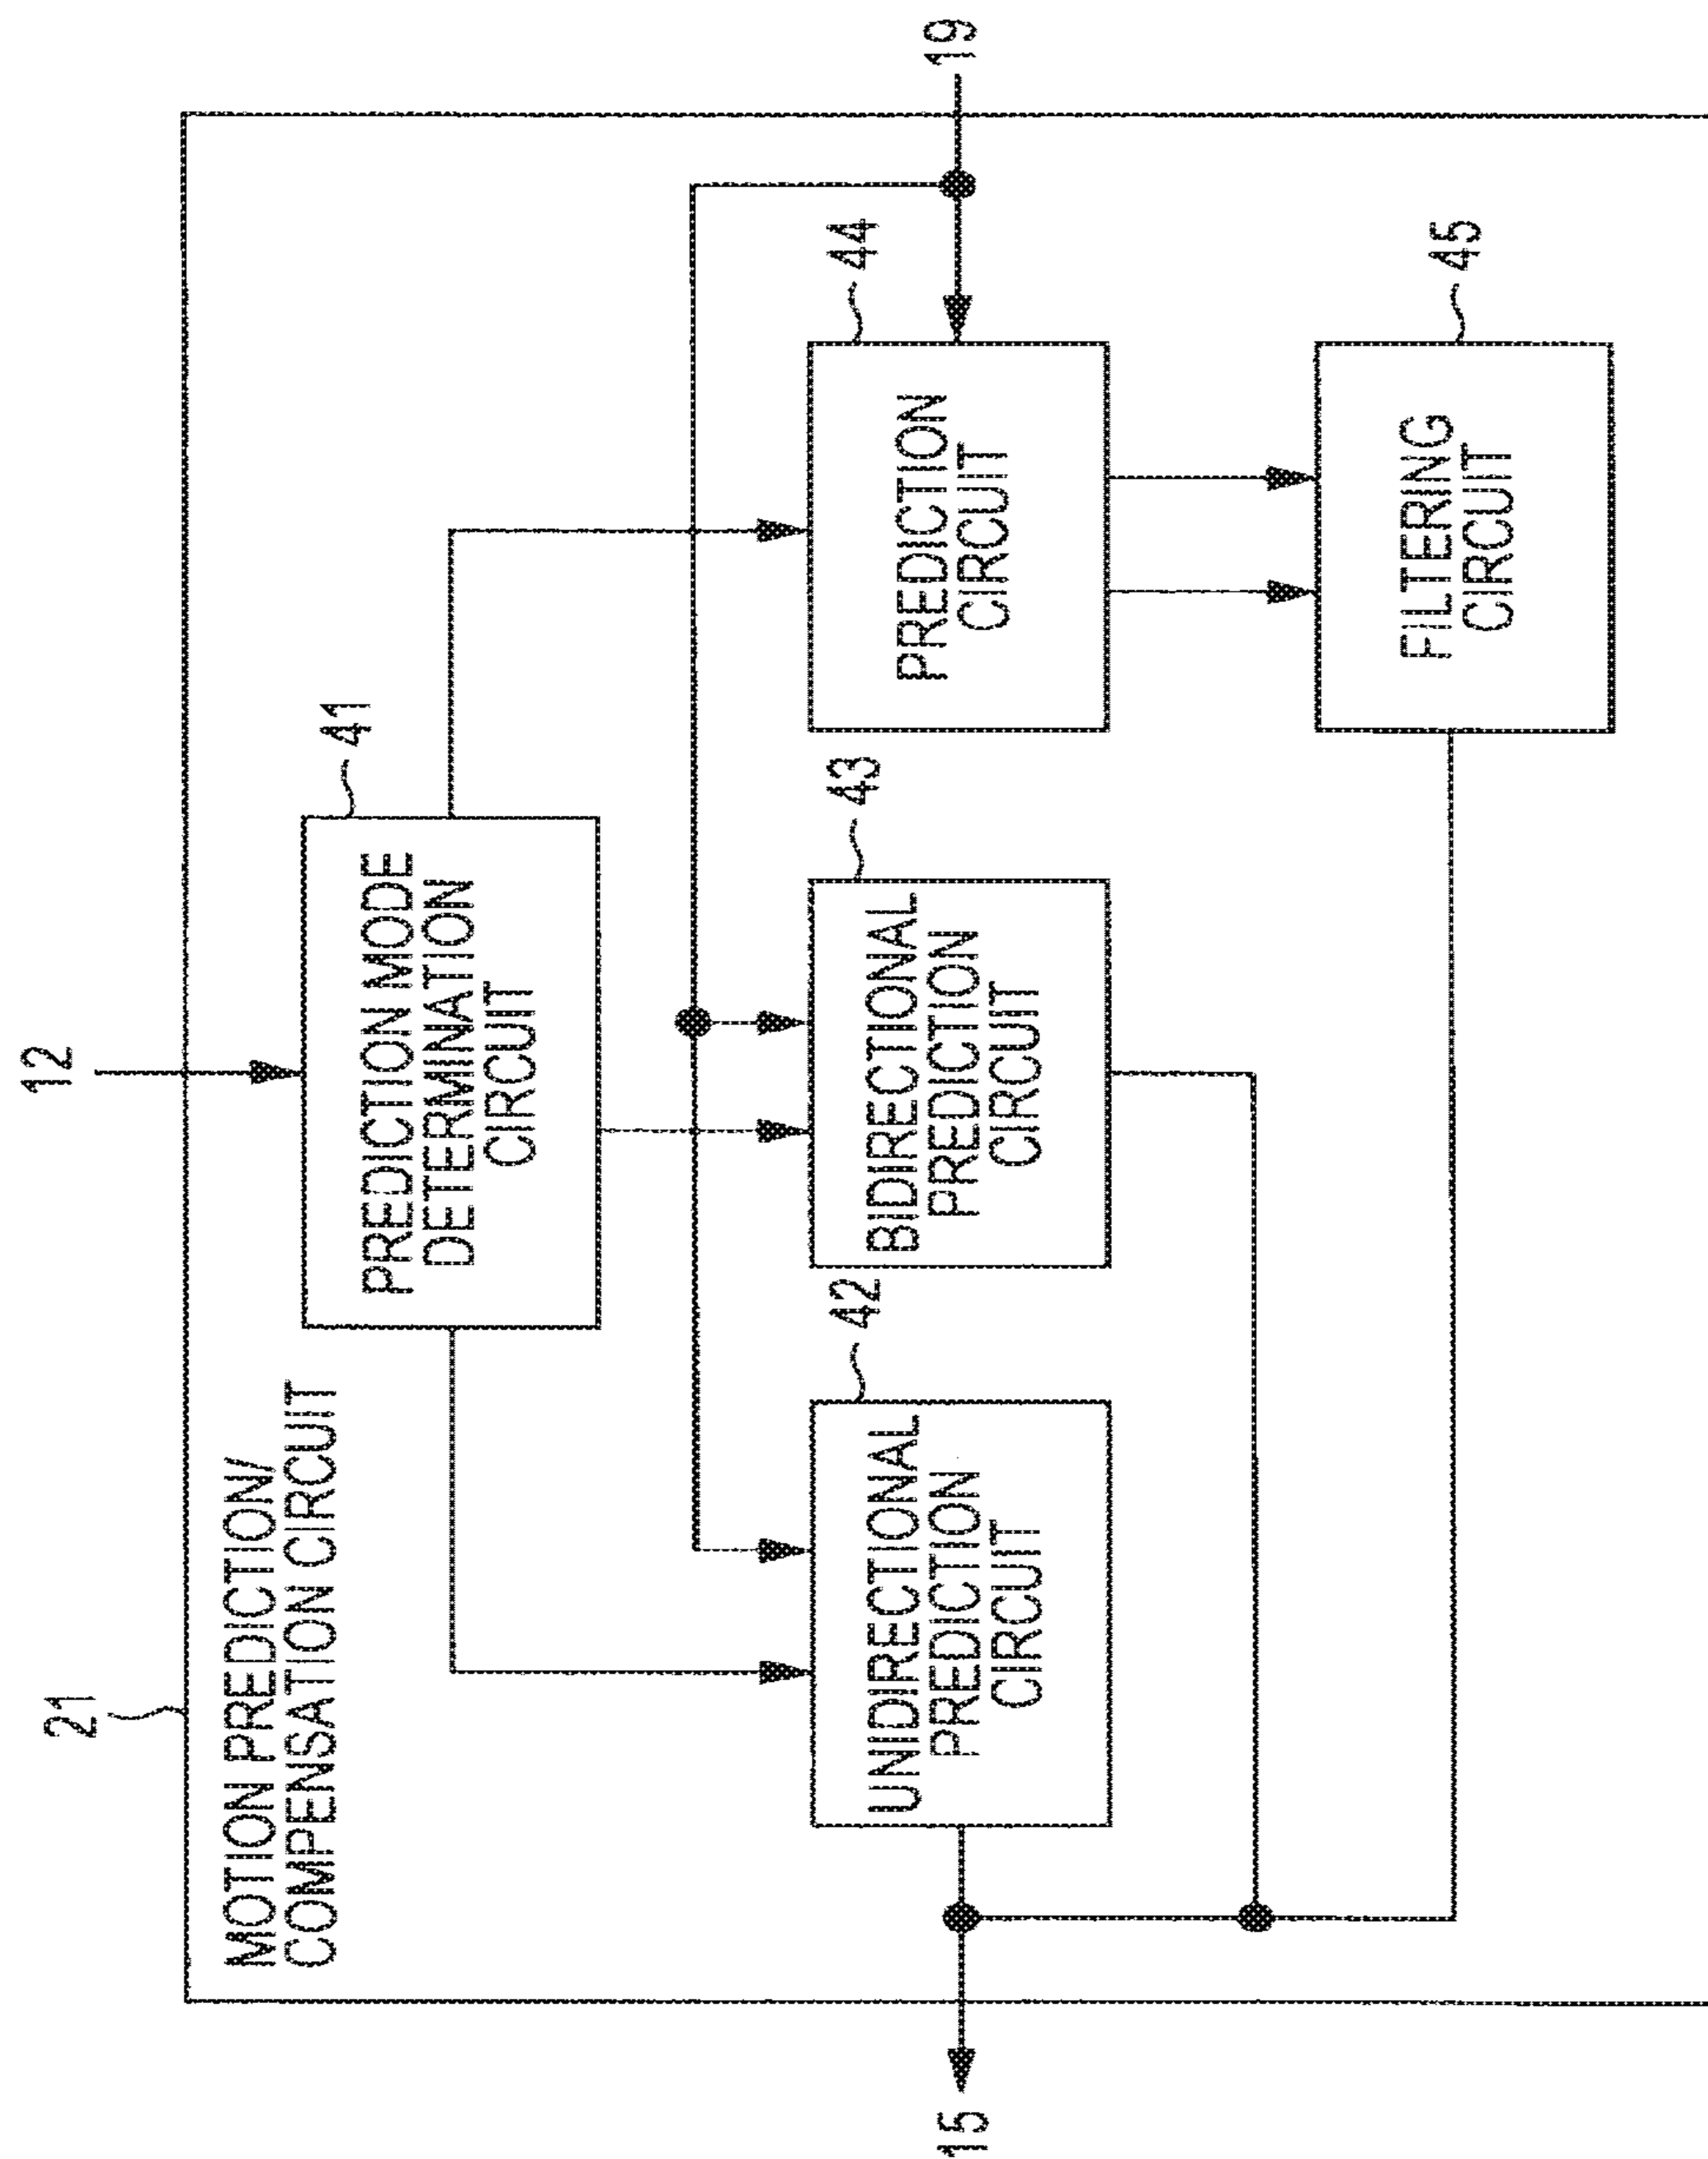 12
21
MOTION PREDICTION/
COMPENSATION CIRCUIT
41
PREDICTION MODE
DETERMINATION
CIRCUIT
19
42
UNIDIRECTIONAL
PREDICTION
CIRCUIT
43
BIDIRECTIONAL
PREDICTION
CIRCUIT
44
PREDICTION
CIRCUIT
15
45
FILTERING
CIRCUIT